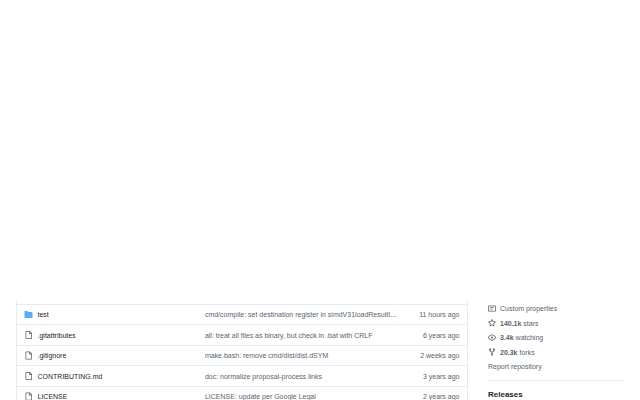 test cmd/compile: set destination register in simdV31loadResultI... 11 hours ago
.gitattributes all: treat all files as binary, but check in .bat with CRLF 6 years ago
.gitignore make.bash: remove cmd/dist/dist.dSYM 2 weeks ago
CONTRIBUTING.md doc: normalize proposal-process links 3 years ago
LICENSE LICENSE: update per Google Legal 2 years ago
Custom properties
140.1k stars
3.4k watching
20.3k forks
Report repository
Releases